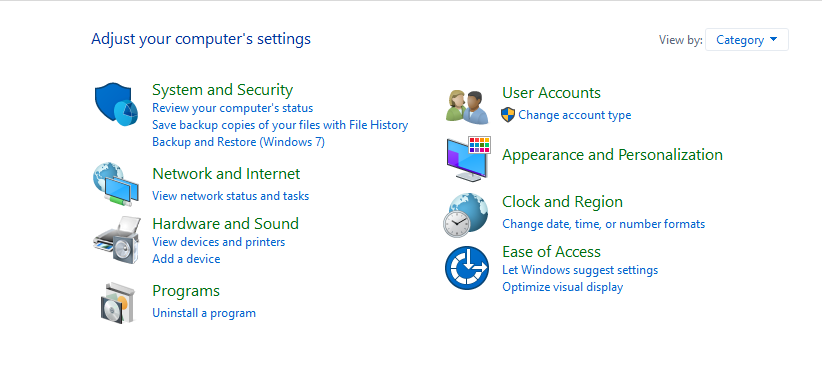 Adjust your computer's settings
View by: Category
System and Security
Review your computer's status
Save backup copies of your files with File History
Backup and Restore (Windows 7)
Network and Internet
View network status and tasks
Hardware and Sound
View devices and printers
Add a device
Programs
Uninstall a program
User Accounts
Change account type
Appearance and Personalization
Clock and Region
Change date, time, or number formats
Ease of Access
Let Windows suggest settings
Optimize visual display